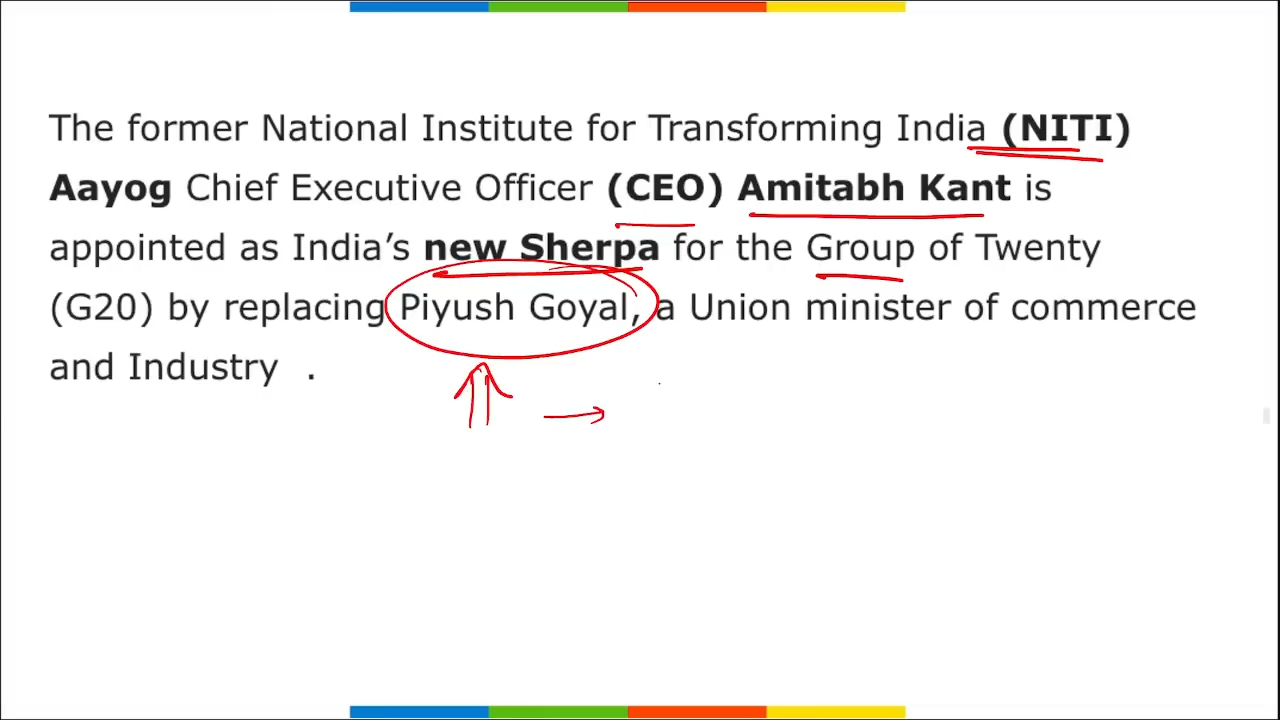 The former National Institute for Transforming India (NITI)
Aayog Chief Executive Officer (CEO) Amitabh Kant is
appointed as India’s new Sherpa for the Group of Twenty
(G20) by replacing Piyush Goyal, a Union minister of commerce
and Industry .